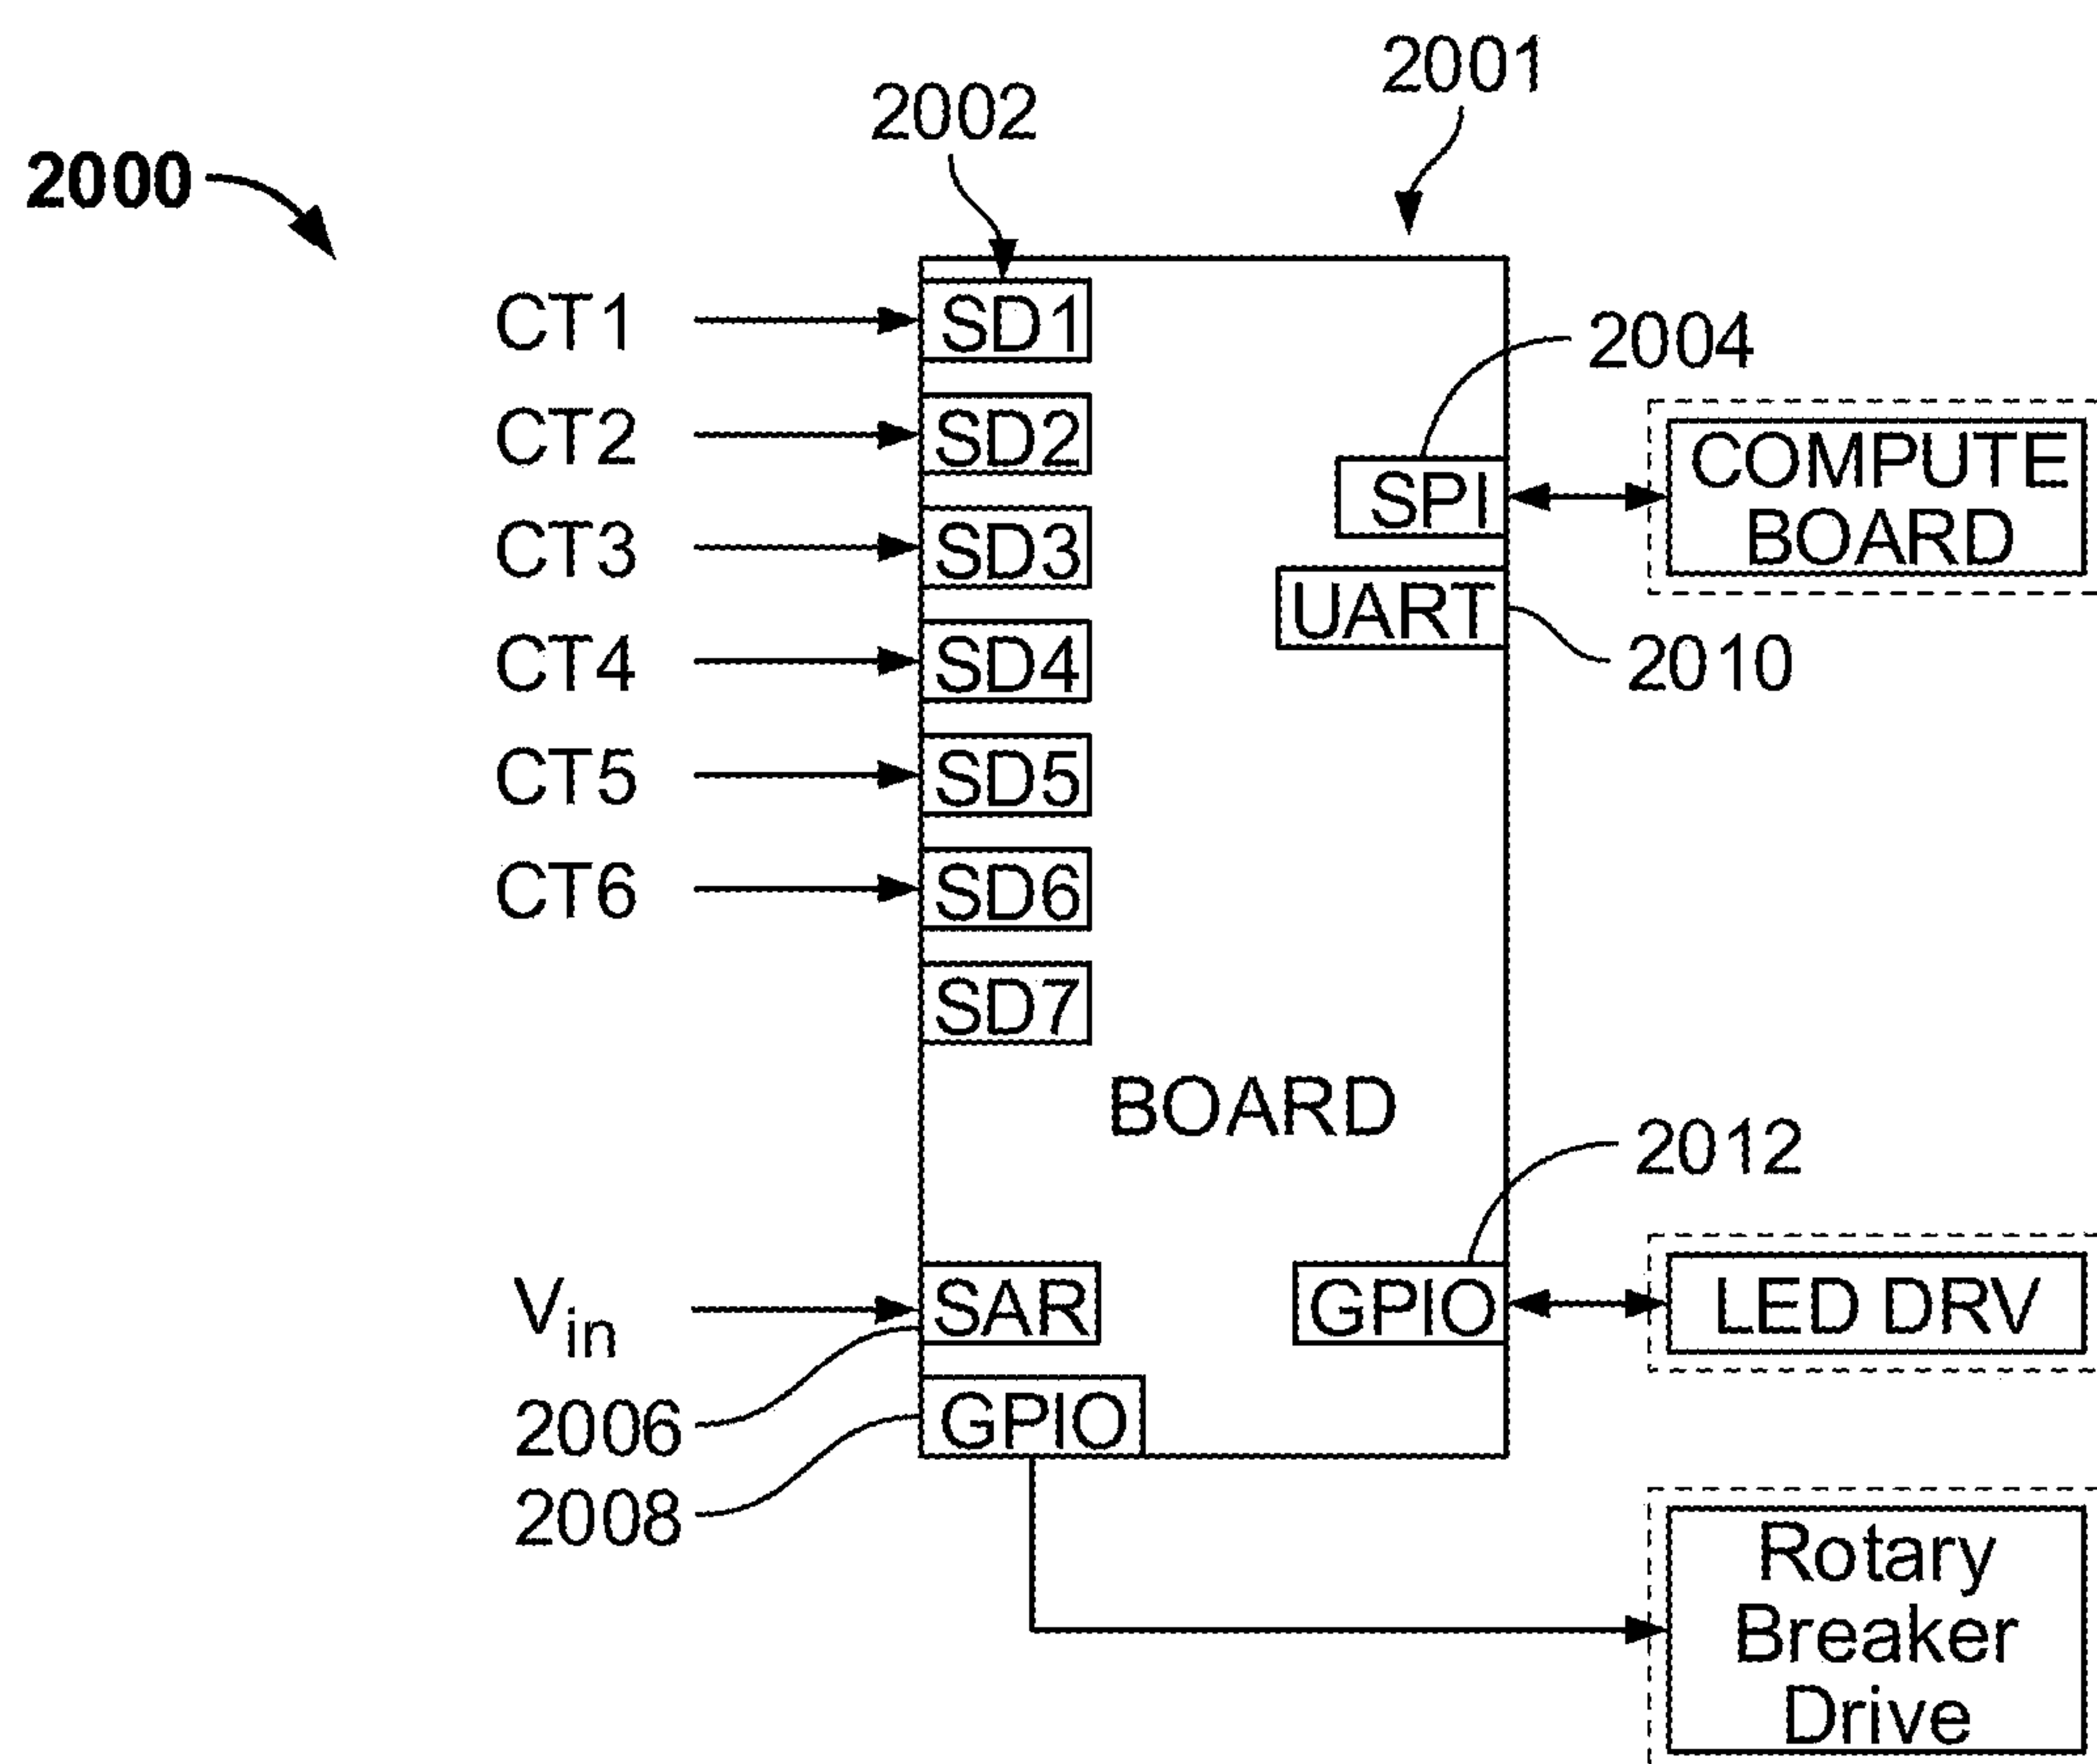 2001
2002
2000
CT1 SD1
2004
CT2 SD2
COMPUTE
BOARD
SPI
CT3 SD3
UART
CT4 SD4
2010
CT5 SD5
CT6 SD6
SD7
BOARD
2012
Vin SAR GPIO LED DRV
2006
GPIO
2008
Rotary
Breaker
Drive